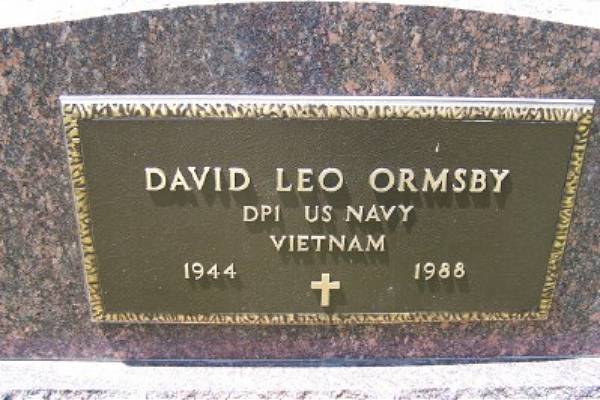 DAVID LEO ORMSBY
DP1 US NAVY
VIETNAM
1944 1988